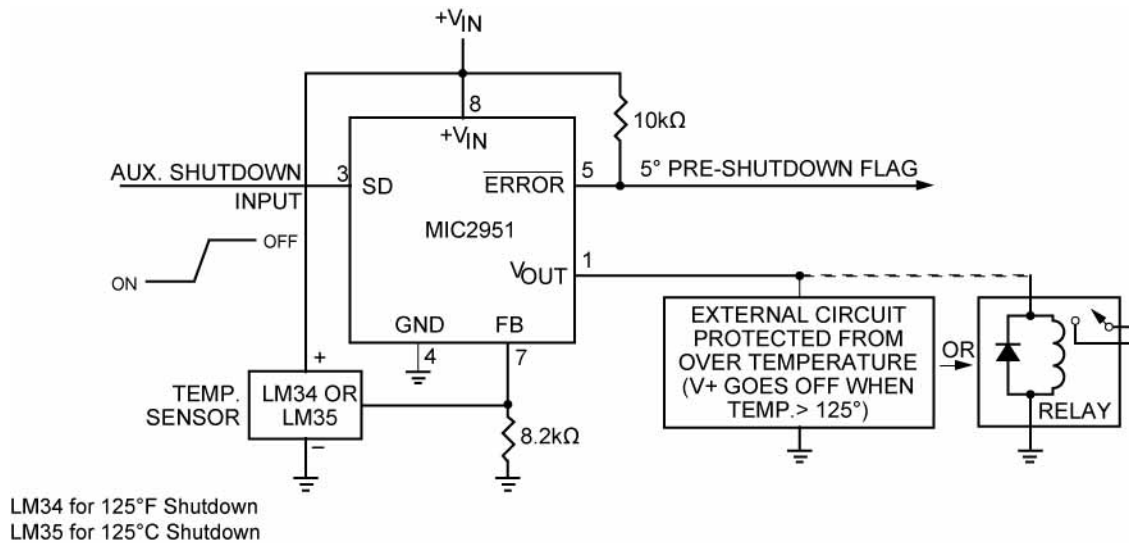 +VIN
8
+VIN
10kΩ
AUX. SHUTDOWN
INPUT
3
SD
ERROR
5
5° PRE-SHUTDOWN FLAG
MIC2951
OFF
ON
VOUT
1
GND
FB
4
7
+
TEMP.
SENSOR
LM34 OR
LM35
–
8.2kΩ
EXTERNAL CIRCUIT
PROTECTED FROM
OVER TEMPERATURE
(V+ GOES OFF WHEN
TEMP.> 125°)
OR
RELAY
LM34 for 125°F Shutdown
LM35 for 125°C Shutdown